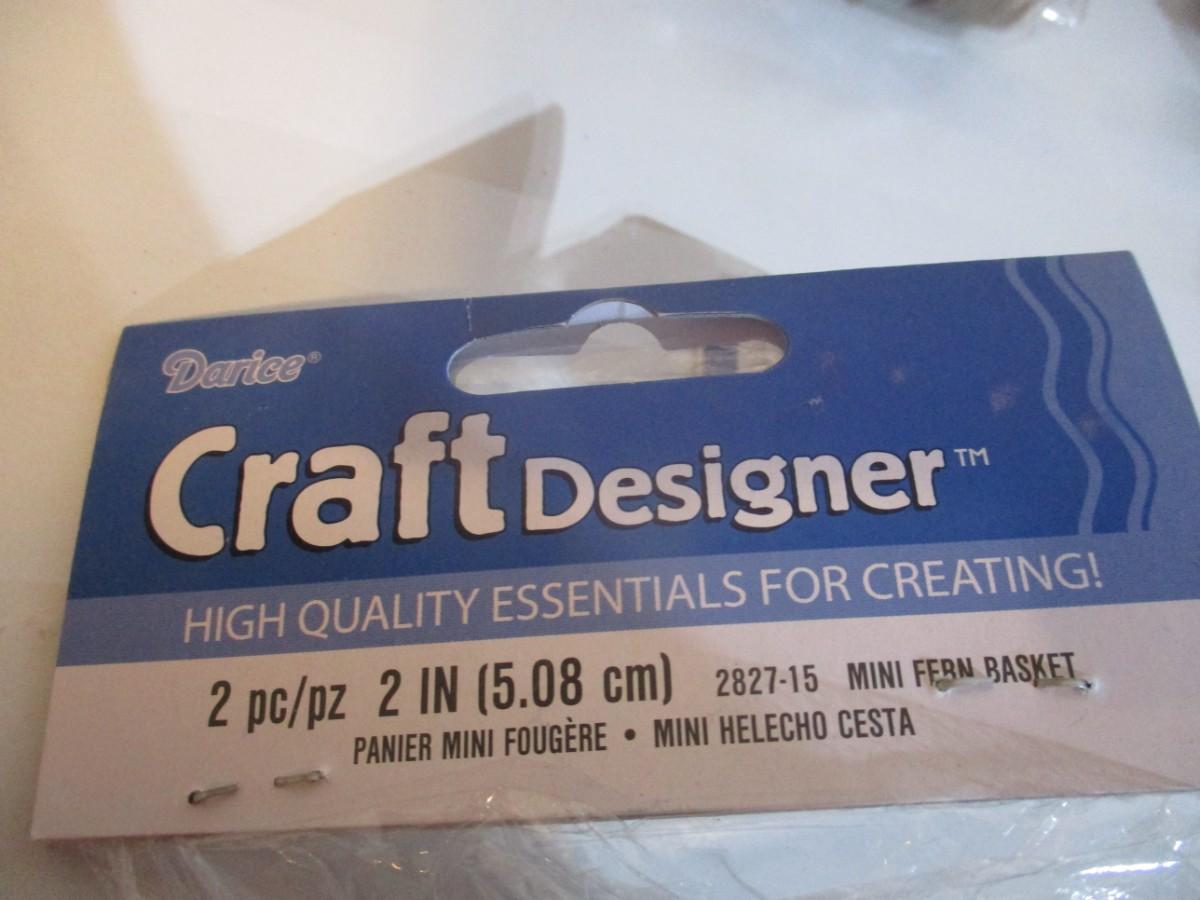 Darice®
Craft Designer™
HIGH QUALITY ESSENTIALS FOR CREATING!
2 pc/pz 2 IN (5.08 cm) 2827-15 MINI FERN BASKET
PANIER MINI FOUGÈRE • MINI HELECHO CESTA